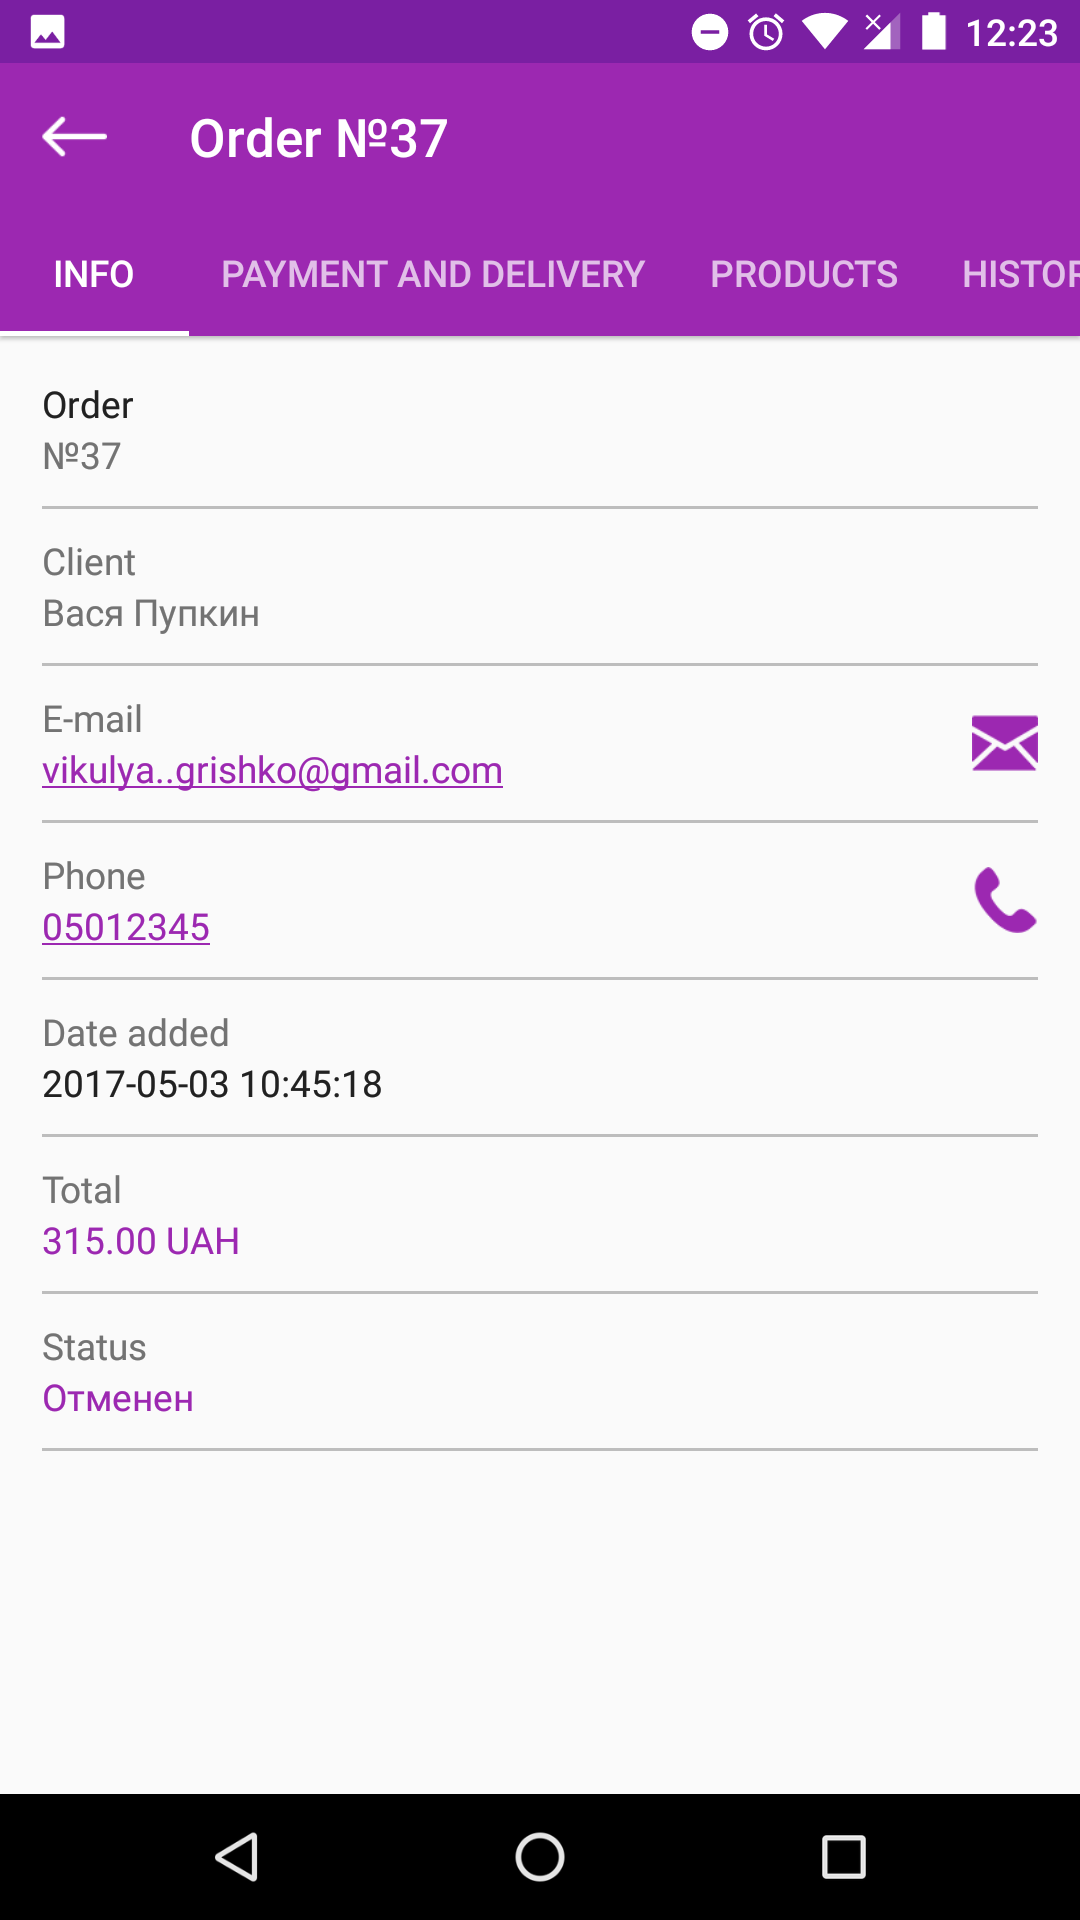 12:23
Order №37
INFO PAYMENT AND DELIVERY PRODUCTS HISTOR
Order
№37
Client
Вася Пупкин
E-mail
vikulya..grishko@gmail.com
Phone
05012345
Date added
2017-05-03 10:45:18
Total
315.00 UAH
Status
Отменен